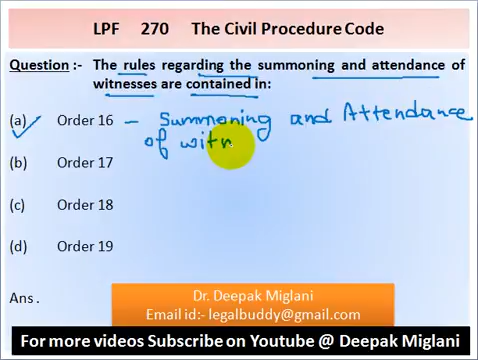 LPF 270 The Civil Procedure Code
Question :- The rules regarding the summoning and attendance of
witnesses are contained in:
(a) Order 16 - Summoning and Attendance
of witn
(b) Order 17
(c) Order 18
(d) Order 19
Dr. Deepak Miglani
Ans . Email id:- legalbuddy@gmail.com
For more videos Subscribe on Youtube @ Deepak Miglani